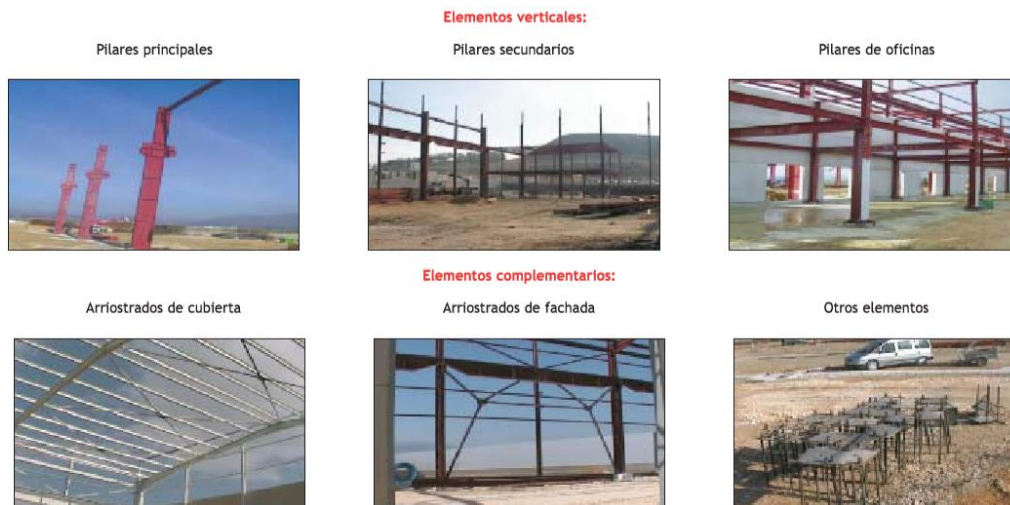 Elementos verticales:
Pilares principales
Pilares secundarios
Pilares de oficinas
Elementos complementarios:
Arriostrados de cubierta
Arriostrados de fachada
Otros elementos